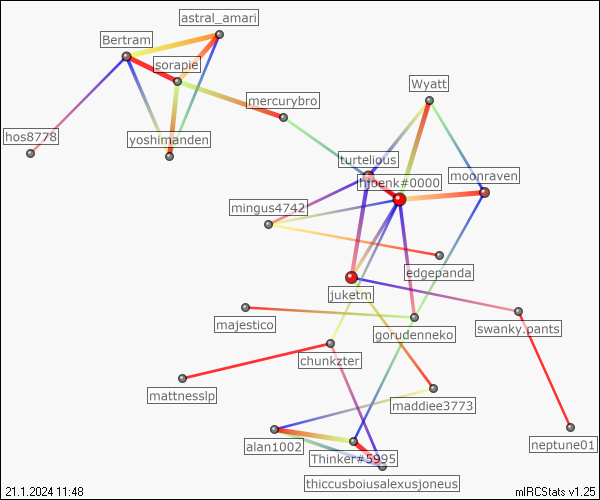 astral_amari
Bertram
sorapie
Wyatt
mercurybro
hos8778
yoshimanden
turtelious
moonraven
hjoenk#0000
mingus4742
edgepanda
juketm
majestico
swanky.pants
gorudenneko
chunkzter
mattnesslp
maddiee3773
alan1002
neptune01
Thinker#5995
thiccusboiusalexusjoneus
21.1.2024 11:48
mIRCStats v1.25